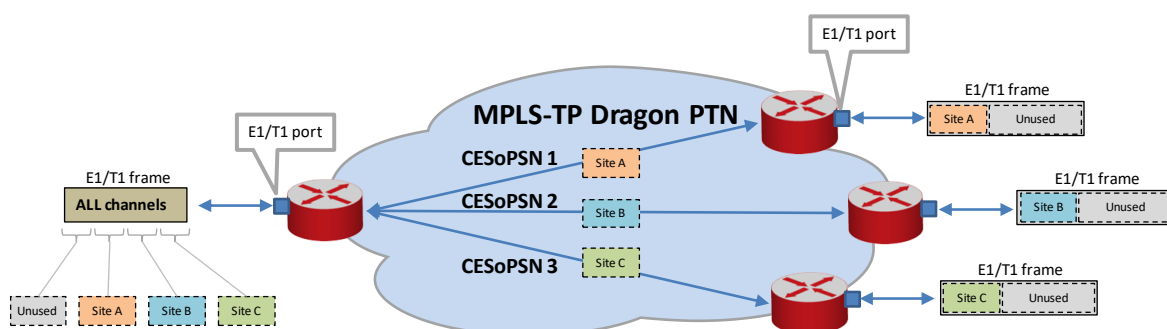 E1/T1 port
E1/T1 frame
Site A
Unused
MPLS-TP Dragon PTN
E1/T1 port
CESoPSN 1
Site A
E1/T1 frame
E1/T1 frame
ALL channels
CESoPSN 2
Site B
Site B
Unused
CESoPSN 3
Site C
E1/T1 frame
Site C
Unused
Unused
Site A
Site B
Site C